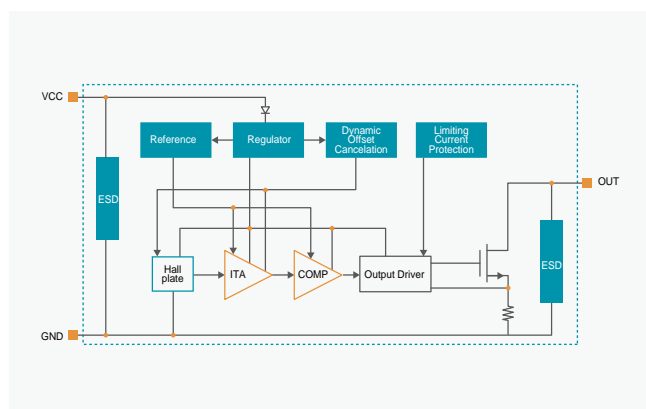 VCC
Reference
Regulator
Dynamic
Offset
Cancelation
Limiting
Current
Protection
OUT
ESD
Hall
plate
ITA
COMP
Output Driver
ESD
GND